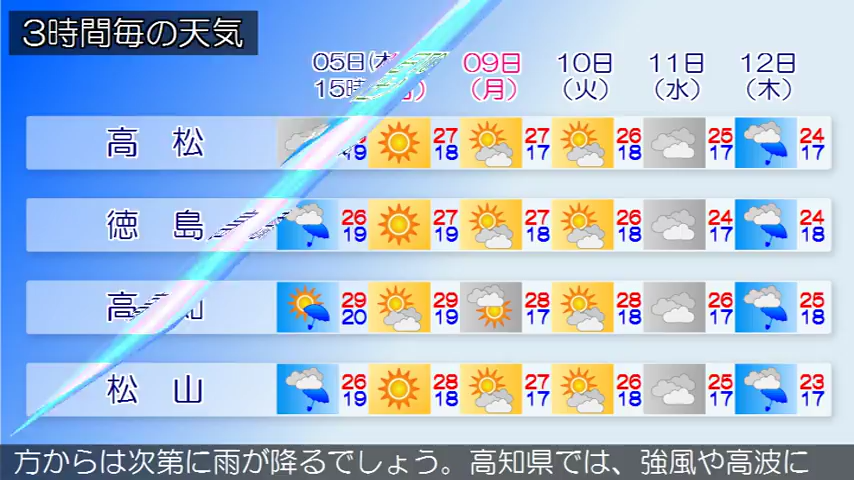 3時間毎の天気
05日(木 09日 10日 11日 12日
15時 (月) (火) (水) (木)
高 松 19 27 18 27 17 26 18 25 17 24 17
徳 島 26 19 27 19 27 18 26 18 24 17 24 18
高 知 29 20 29 19 28 17 28 18 26 17 25 18
松 山 26 19 28 18 27 17 26 18 25 17 23 17
方からは次第に雨が降るでしょう。高知県では、強風や高波に